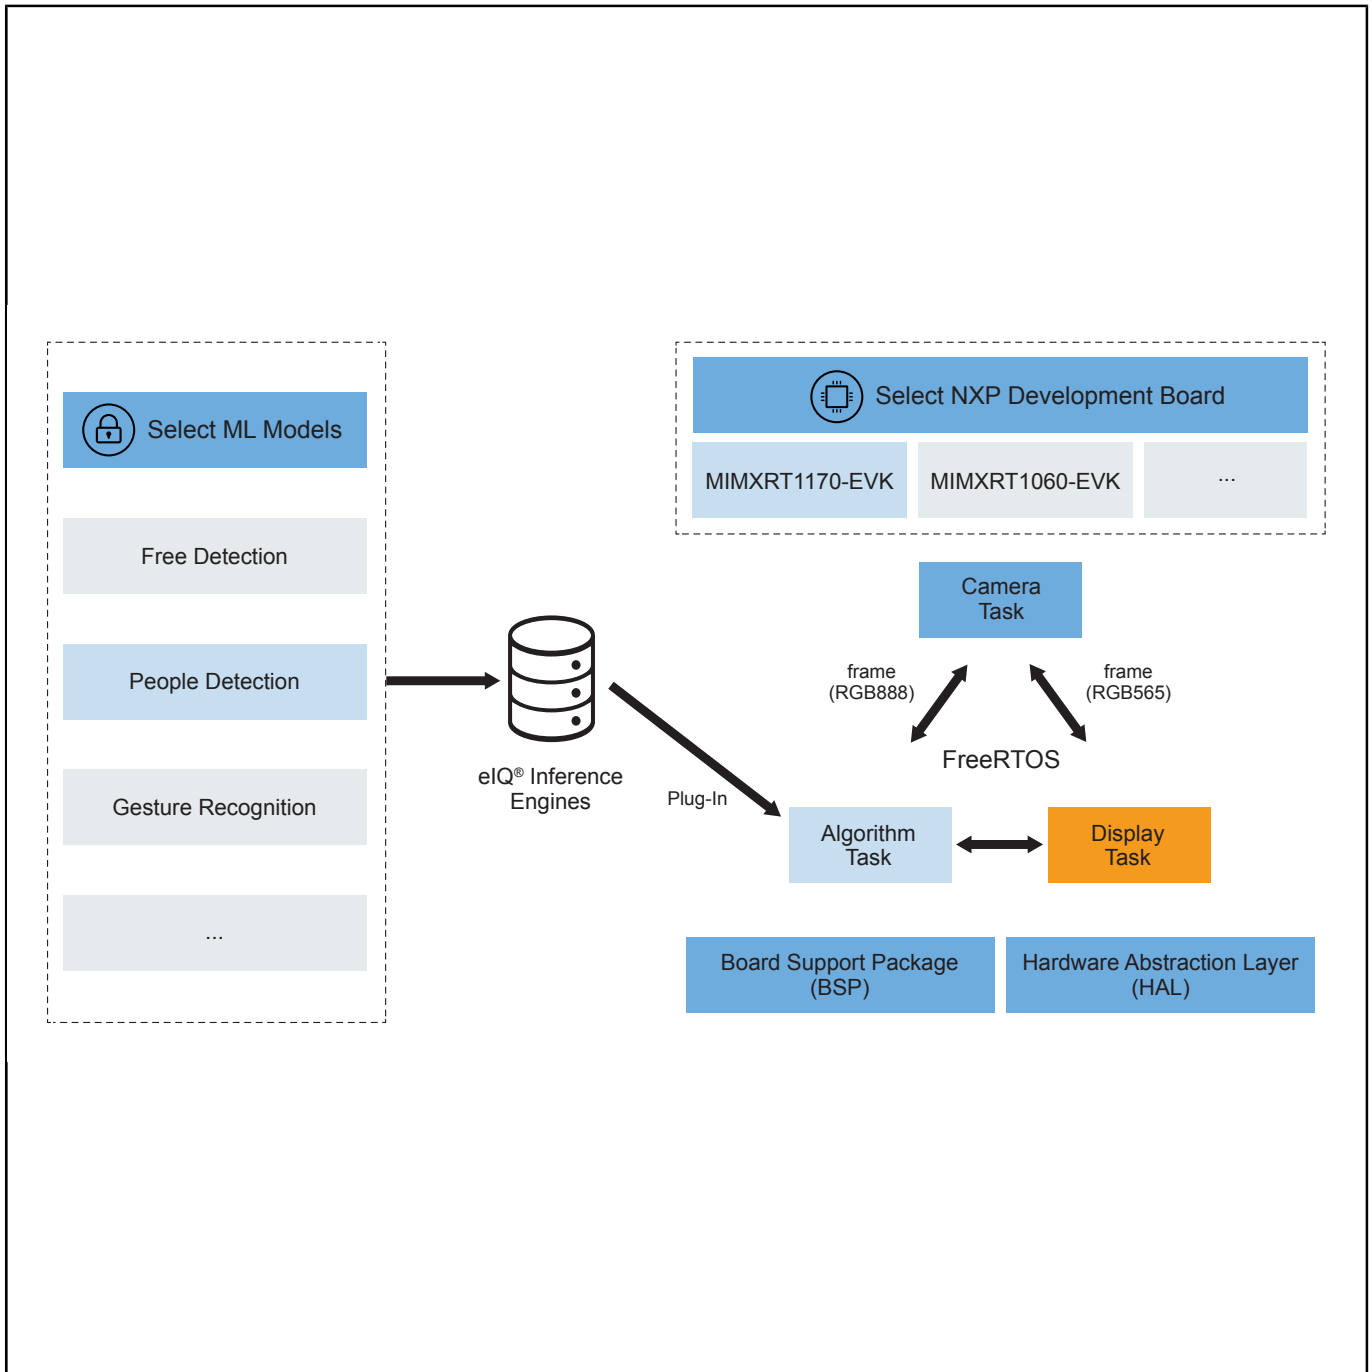 Select ML Models
Free Detection
People Detection
Gesture Recognition
...
eIQ® Inference
Engines
Plug-In
Select NXP Development Board
MIMXRT1170-EVK
MIMXRT1060-EVK
...
Camera
Task
frame
(RGB888)
frame
(RGB565)
FreeRTOS
Algorithm
Task
Display
Task
Board Support Package
(BSP)
Hardware Abstraction Layer
(HAL)